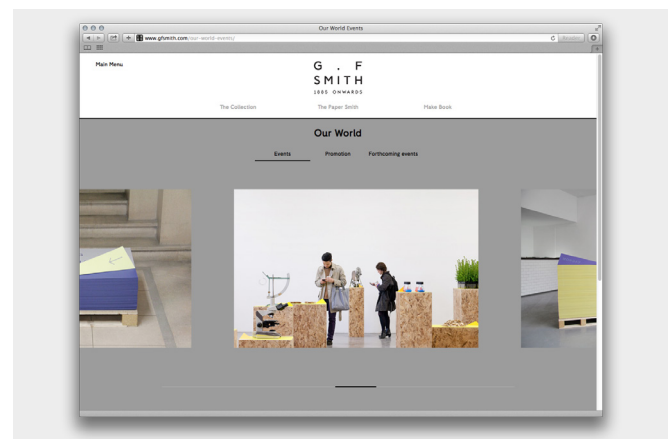 Our World Events
www.gfsmith.com/our-world-events/
Reader
Main Menu
G . F
SMITH
1885 ONWARDS
The Collection
The Paper Smith
Make Book
Our World
Events
Promotion
Forthcoming events